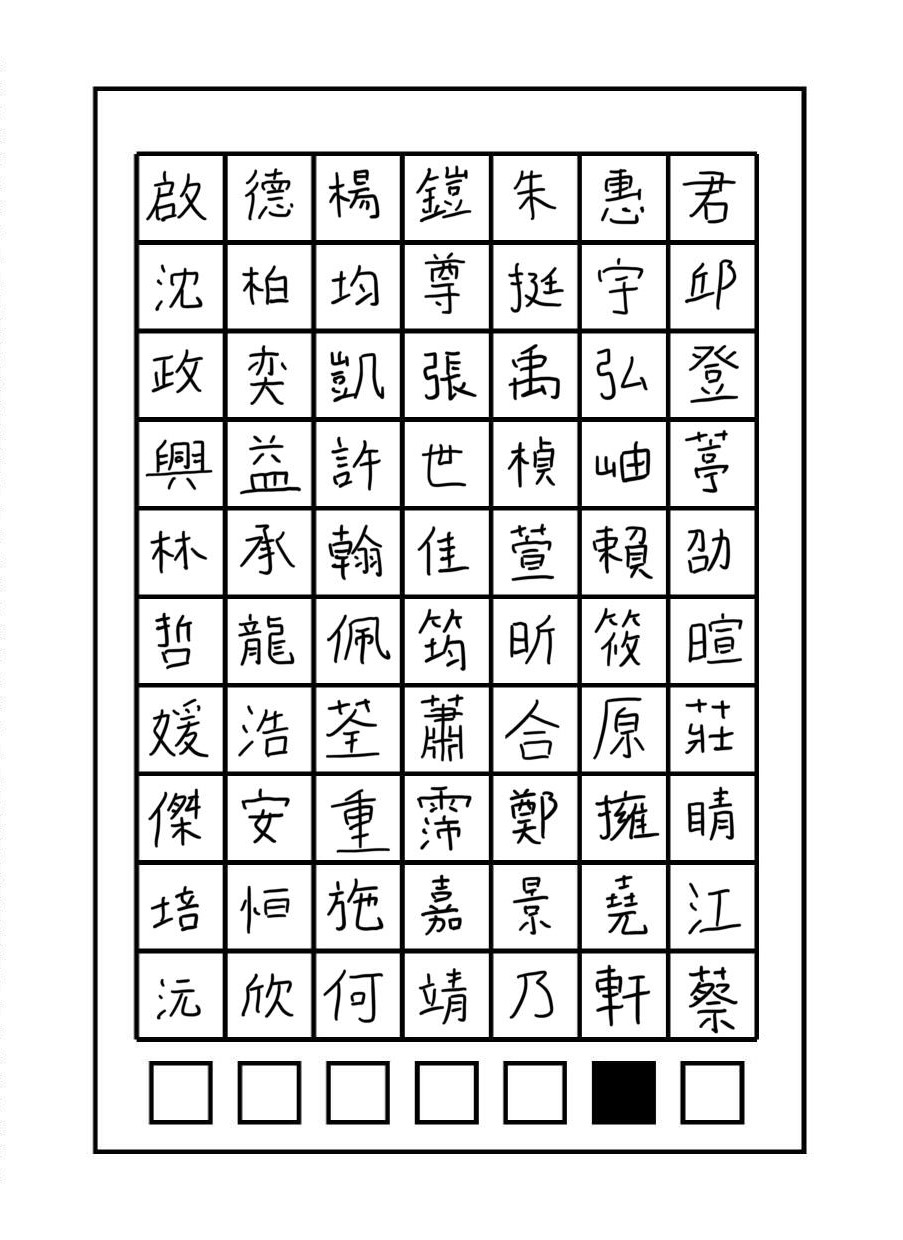 啟德楊鎧朱惠君
沈柏均尊挺宇邱
政奕凱張禹弘登
興益許世楨岫葶
林承翰佳萱賴劭
哲龍佩筠昕筱暄
媛浩荃蕭合原莊
傑安重霈鄭擁晴
培恒施嘉景堯江
沅欣何靖乃軒蔡